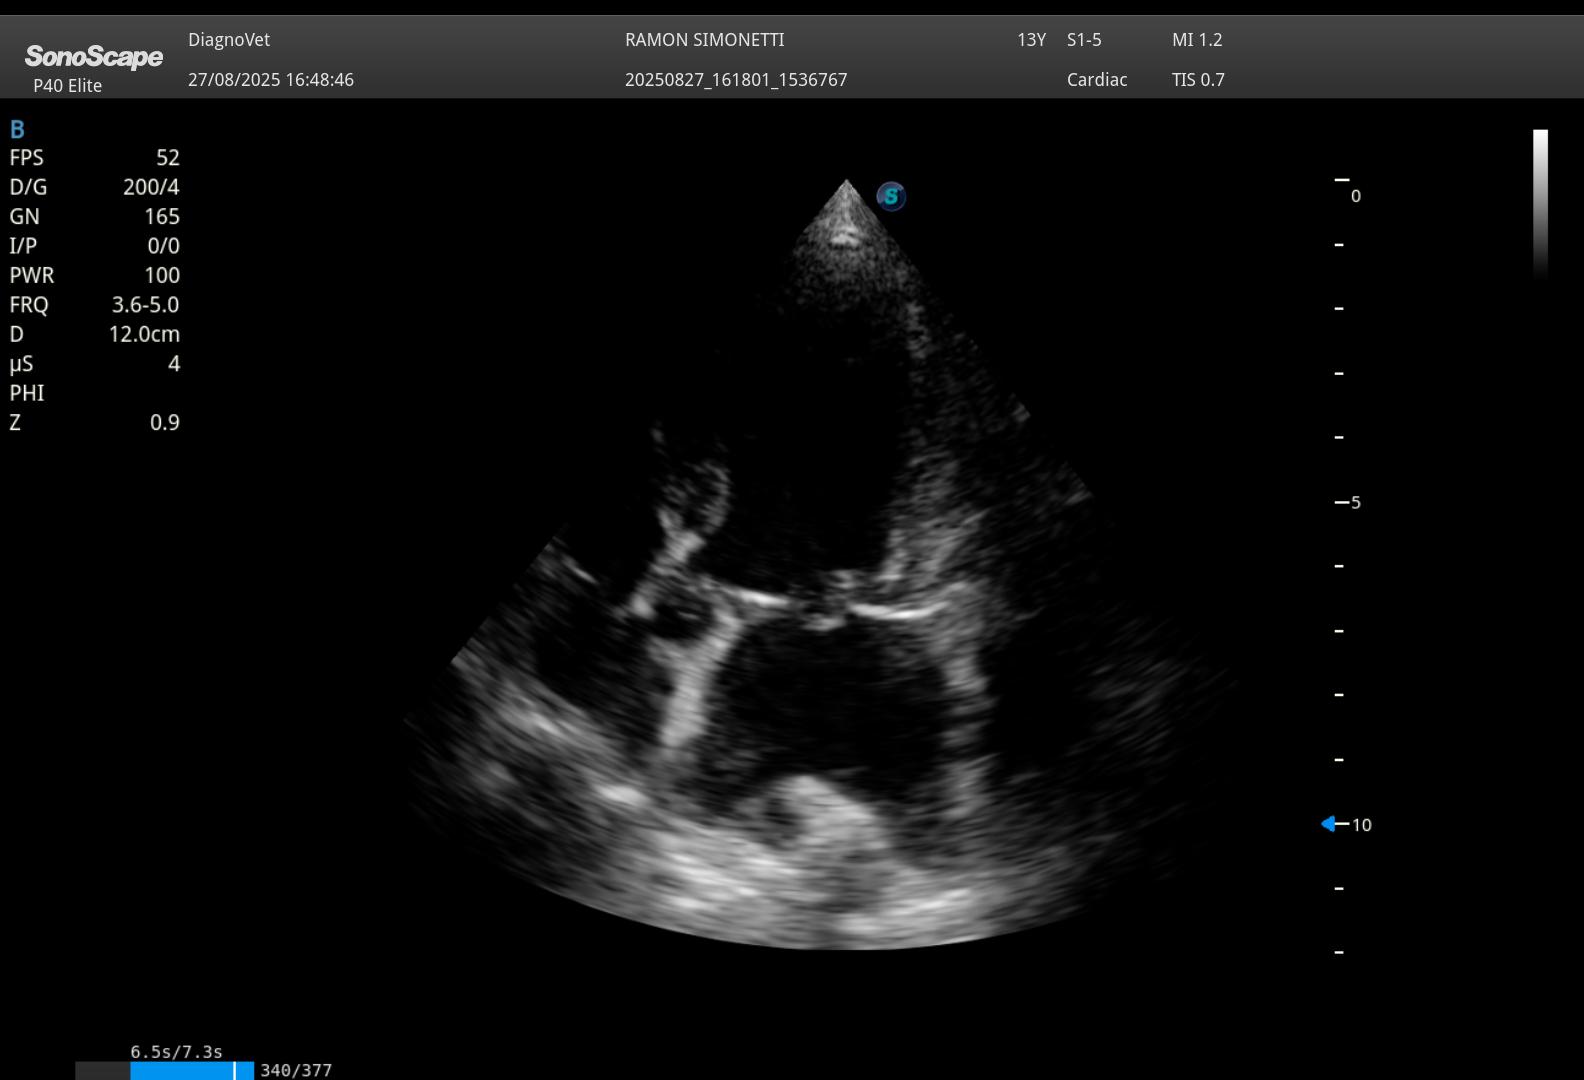 SonoScape
P40 Elite
DiagnoVet
27/08/2025 16:48:46
RAMON SIMONETTI
20250827_161801_1536767
13Y S1-5
Cardiac
MI 1.2
TIS 0.7
B
FPS 52
D/G 200/4
GN 165
I/P 0/0
PWR 100
FRQ 3.6-5.0
D 12.0cm
µS 4
PHI
Z 0.9
S
0
5
10
6.5s/7.3s
340/377